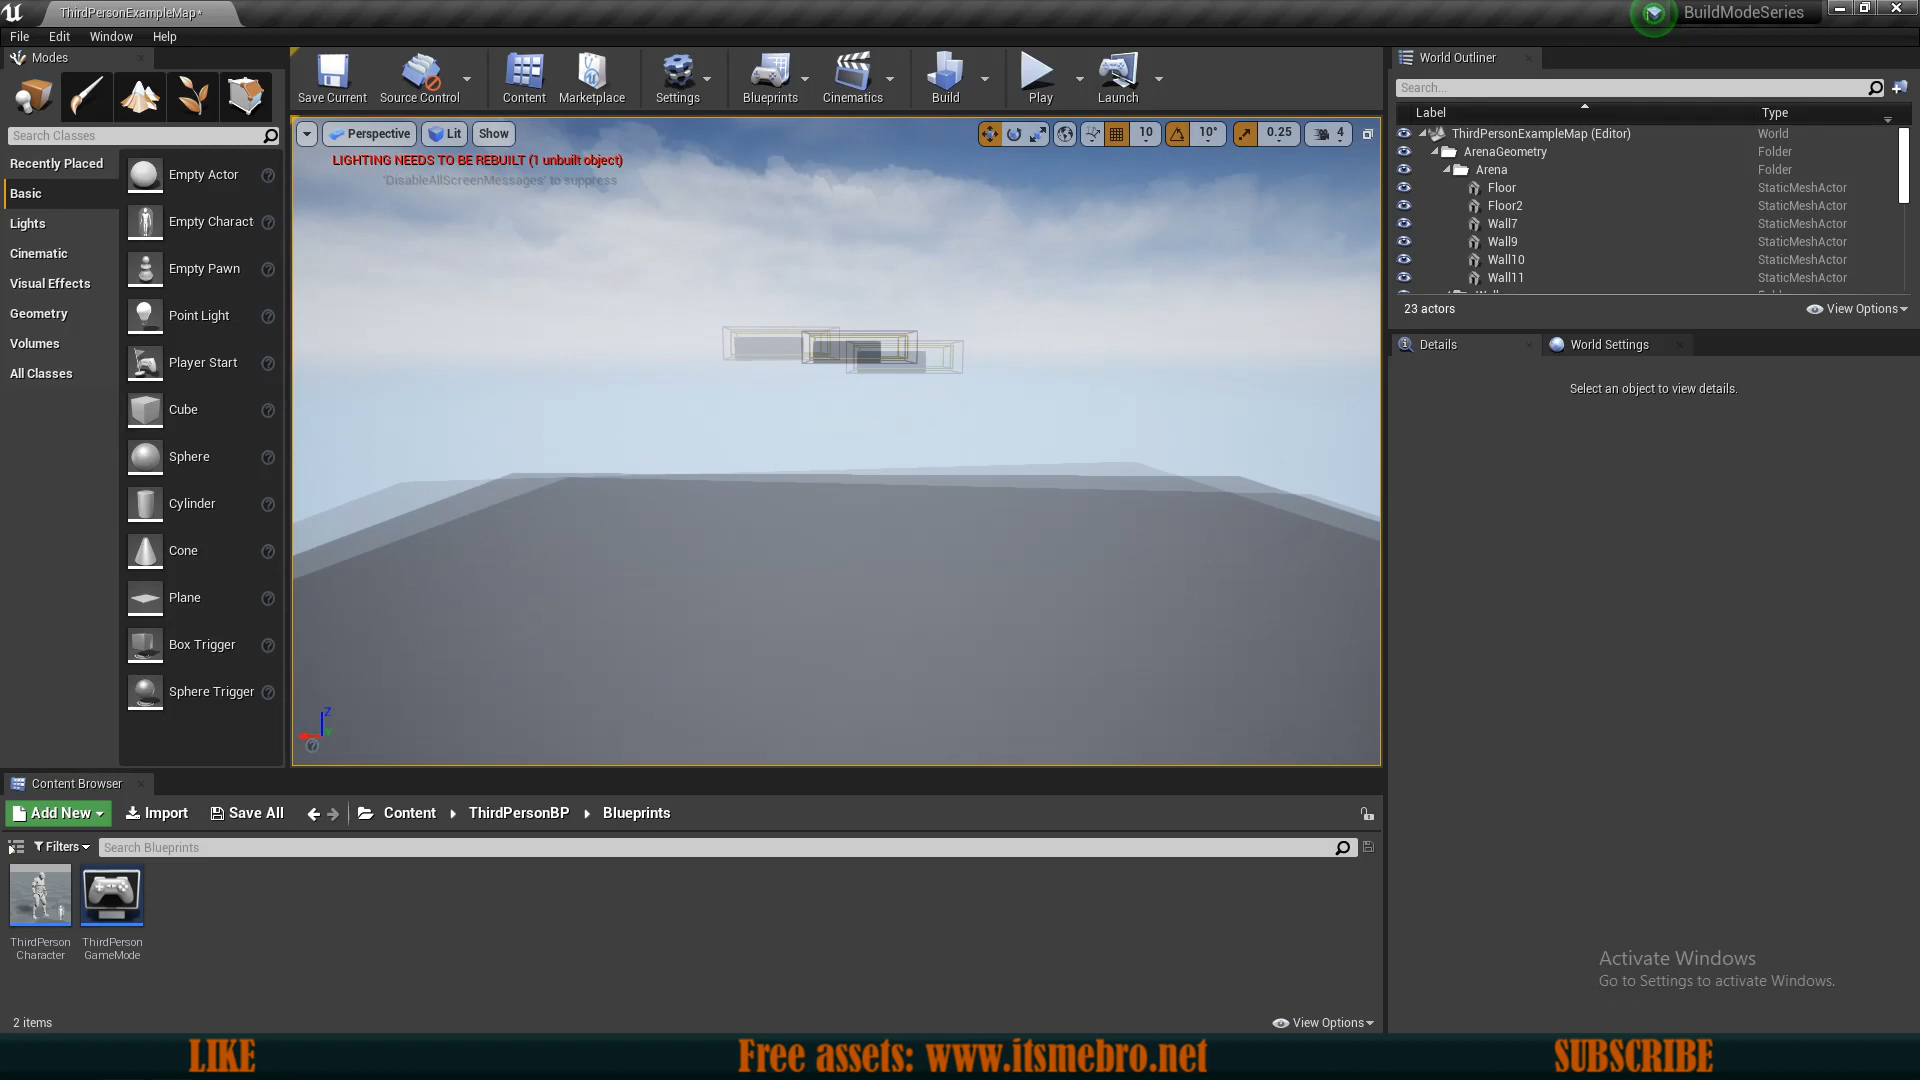 ThirdPersonExampleMap*
BuildModeSeries
File Edit Window Help
Modes
Search Classes
Recently Placed
Basic
Lights
Cinematic
Visual Effects
Geometry
Volumes
All Classes
Empty Actor
Empty Charact
Empty Pawn
Point Light
Player Start
Cube
Sphere
Cylinder
Cone
Plane
Box Trigger
Sphere Trigger
Save Current
Source Control
Content
Marketplace
Settings
Blueprints
Cinematics
Build
Play
Launch
Perspective
Lit
Show
10
10°
0.25
4
LIGHTING NEEDS TO BE REBUILT (1 unbuilt object)
'DisableAllScreenMessages' to suppress
Z
World Outliner
Search...
Label Type
ThirdPersonExampleMap (Editor) World
ArenaGeometry Folder
Arena Folder
Floor StaticMeshActor
Floor2 StaticMeshActor
Wall7 StaticMeshActor
Wall9 StaticMeshActor
Wall10 StaticMeshActor
Wall11 StaticMeshActor
23 actors
View Options
Details
World Settings
Select an object to view details.
Content Browser
Add New
Import
Save All
Content
ThirdPersonBP
Blueprints
Filters
Search Blueprints
ThirdPerson
Character
ThirdPerson
GameMode
2 items
View Options
Activate Windows
Go to Settings to activate Windows.
LIKE
Free assets: www.itsmebro.net
SUBSCRIBE